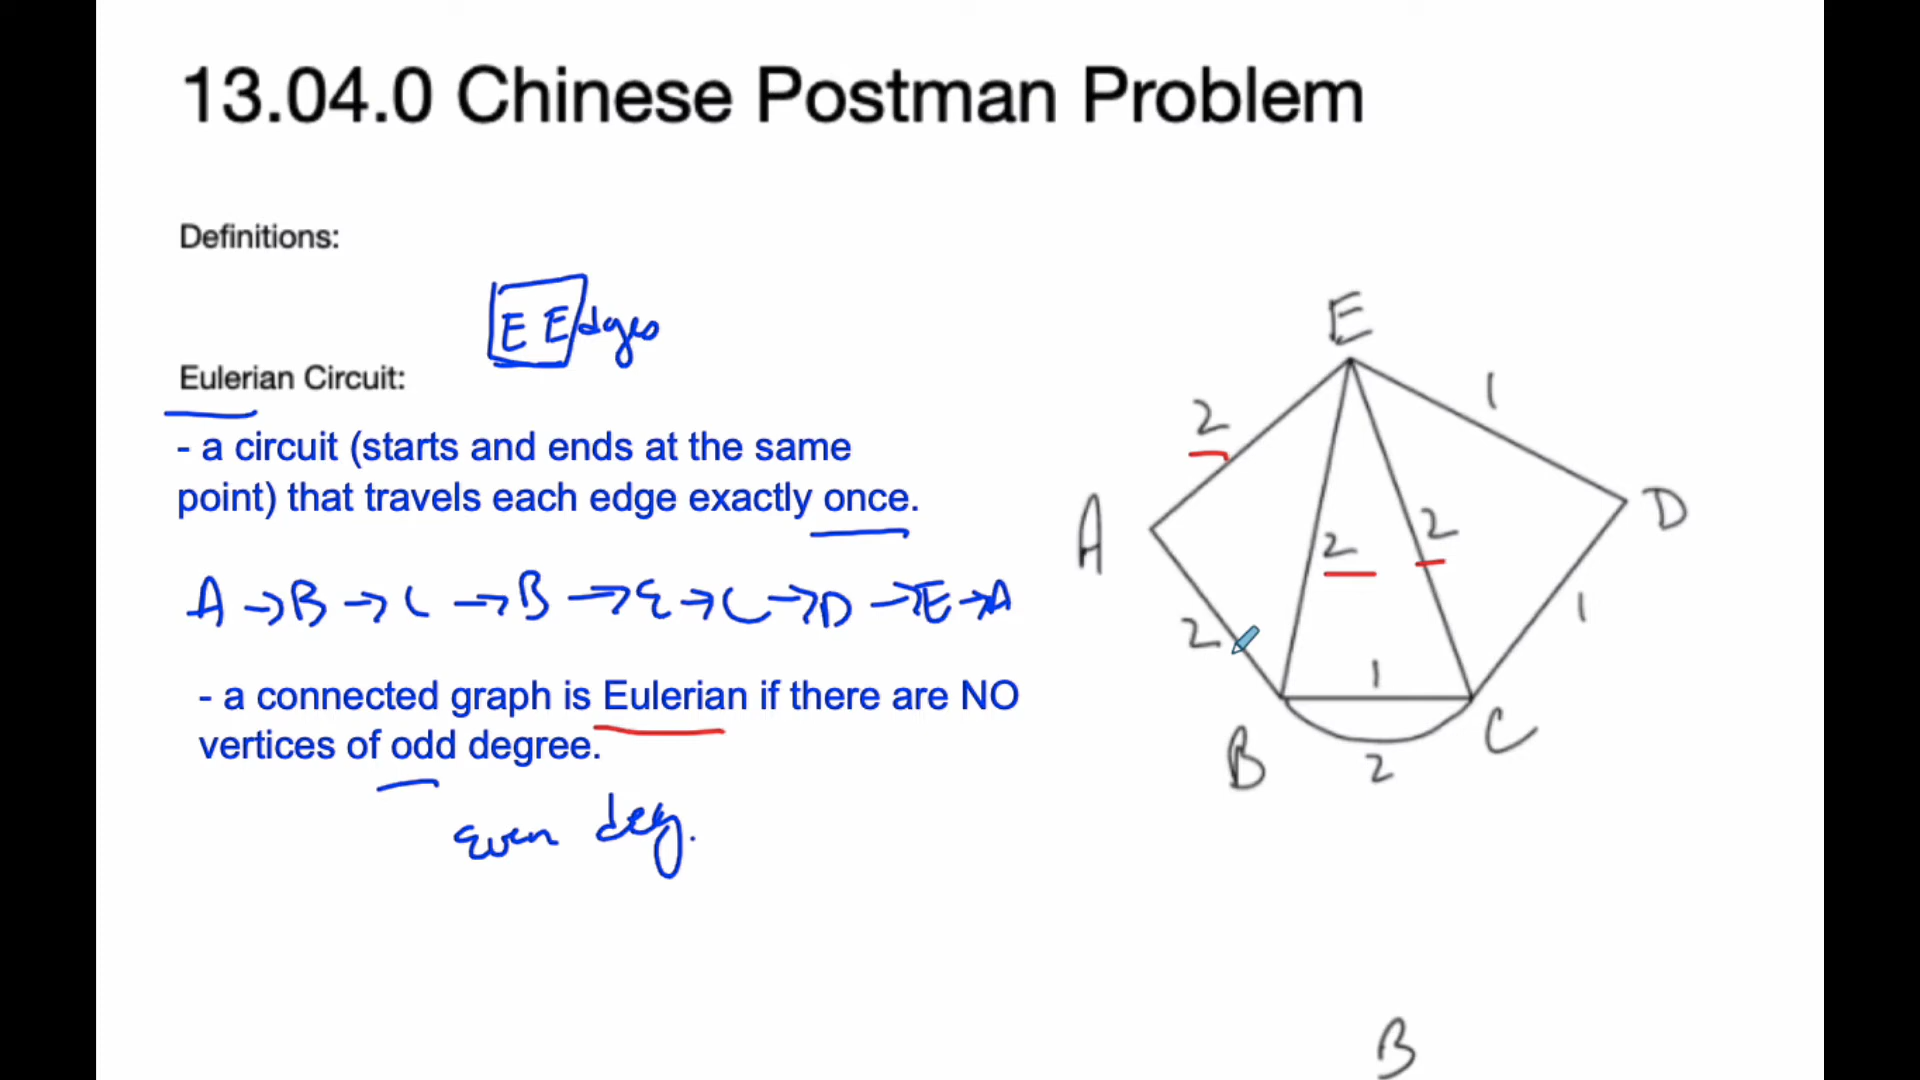 13.04.0 Chinese Postman Problem
Definitions:
E Edges
Eulerian Circuit:
- a circuit (starts and ends at the same
point) that travels each edge exactly once.
A → B → C → B → E → C → D → E → A
- a connected graph is Eulerian if there are NO
vertices of odd degree.
even deg.
E
2
1
A
D
2
2
2
1
1
B
C
2
B